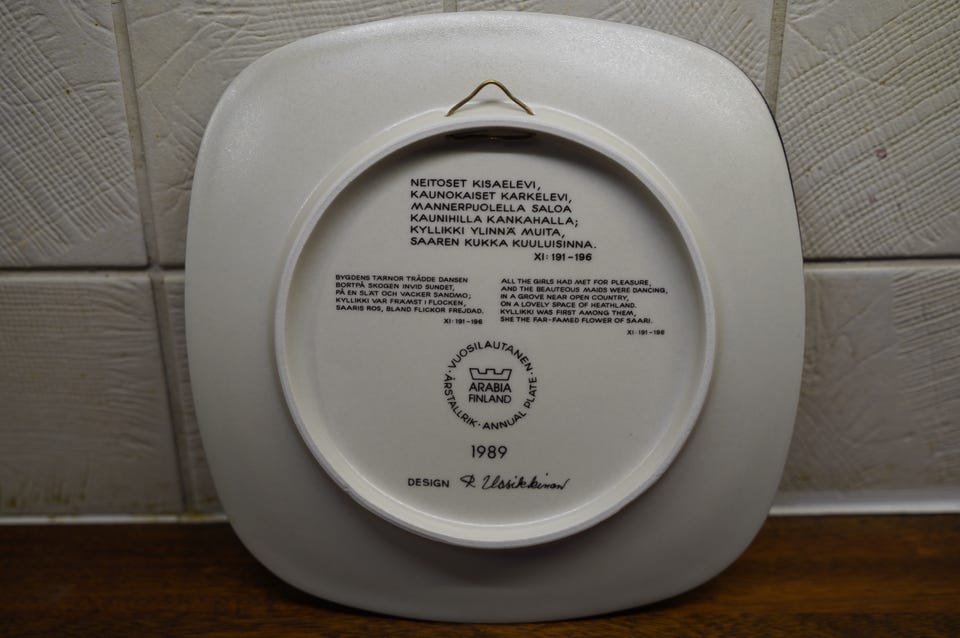 NEITOSET KISAELEVI,
KAUNOKAISET KARKELEVI,
MANNERPUOLELLA SALOA
KAUNIHILLA KANKAHALLA;
KYLLIKKI YLINNÄ MUITA,
SAAREN KUKKA KUULUISINNA.
XI: 191-196
BYGDENS TÄRNOR TRÅDDE DANSEN
BORTPÅ SKOGEN INVID SUNDET,
PÅ EN SLÄT OCH VACKER SANDMO;
KYLLIKKI VAR FRÄMST I FLOCKEN,
SAARIS ROS, BLAND FLICKOR FREJDAD.
XI: 191-196
ALL THE GIRLS HAD MET FOR PLEASURE,
AND THE BEAUTEOUS MAIDS WERE DANCING,
IN A GROVE NEAR OPEN COUNTRY,
ON A LOVELY SPACE OF HEATHLAND.
KYLLIKKI WAS FIRST AMONG THEM,
SHE THE FAR-FAMED FLOWER OF SAARI.
XI: 191-196
VUOSILAUTANEN · ANNUAL PLATE · ÅRSTALLRIK ·
ARABIA
FINLAND
1989
DESIGN R. Uosikkinen